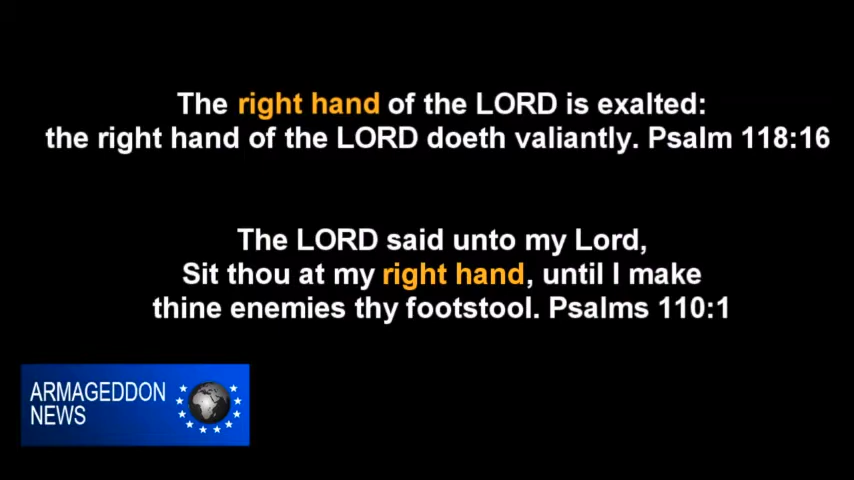 The right hand of the LORD is exalted:
the right hand of the LORD doeth valiantly. Psalm 118:16
The LORD said unto my Lord,
Sit thou at my right hand, until I make
thine enemies thy footstool. Psalms 110:1
ARMAGEDDON
NEWS